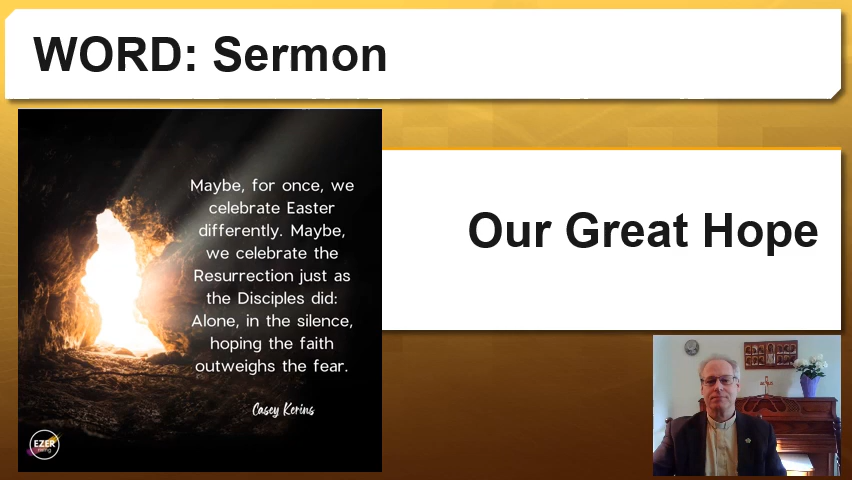 WORD: Sermon
Maybe, for once, we
celebrate Easter
differently. Maybe,
we celebrate the
Resurrection just as
the Disciples did:
Alone, in the silence,
hoping the faith
outweighs the fear.
Casey Kerins
EZER
rising
Our Great Hope